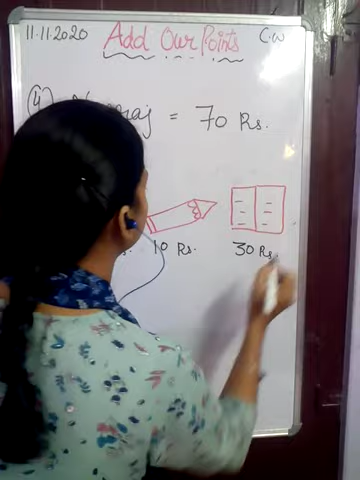 11.11.2020 Add Our Points C.W
(4) = 70 Rs.
10 Rs. 30 Rs.